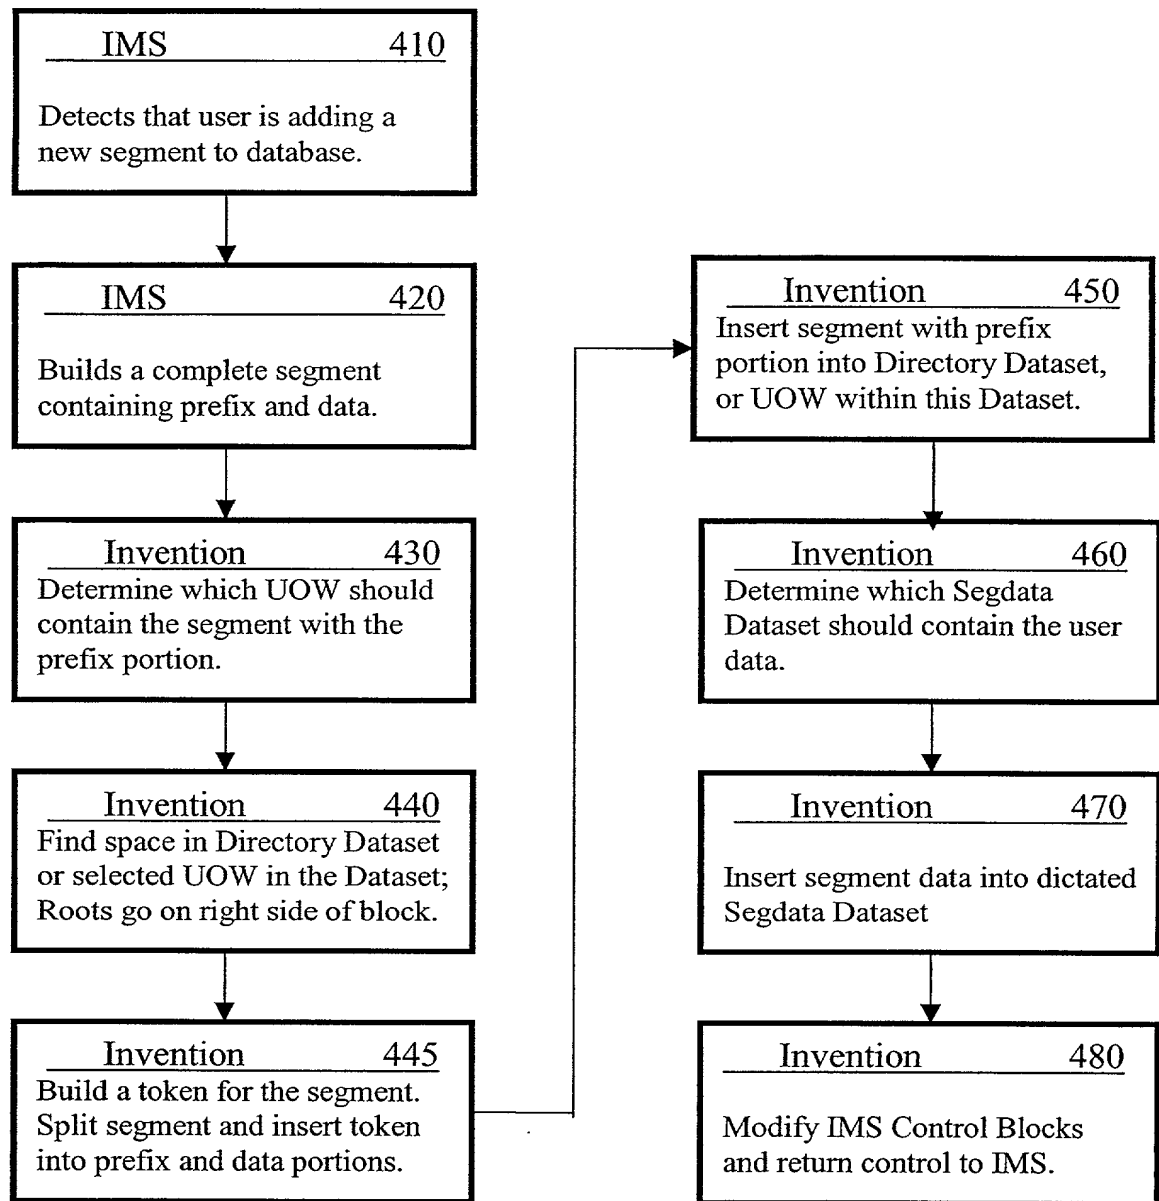 IMS 410
Detects that user is adding a
new segment to database.
IMS 420
Builds a complete segment
containing prefix and data.
Invention 430
Determine which UOW should
contain the segment with the
prefix portion.
Invention 440
Find space in Directory Dataset
or selected UOW in the Dataset;
Roots go on right side of block.
Invention 445
Build a token for the segment.
Split segment and insert token
into prefix and data portions.
Invention 450
Insert segment with prefix
portion into Directory Dataset,
or UOW within this Dataset.
Invention 460
Determine which Segdata
Dataset should contain the user
data.
Invention 470
Insert segment data into dictated
Segdata Dataset
Invention 480
Modify IMS Control Blocks
and return control to IMS.